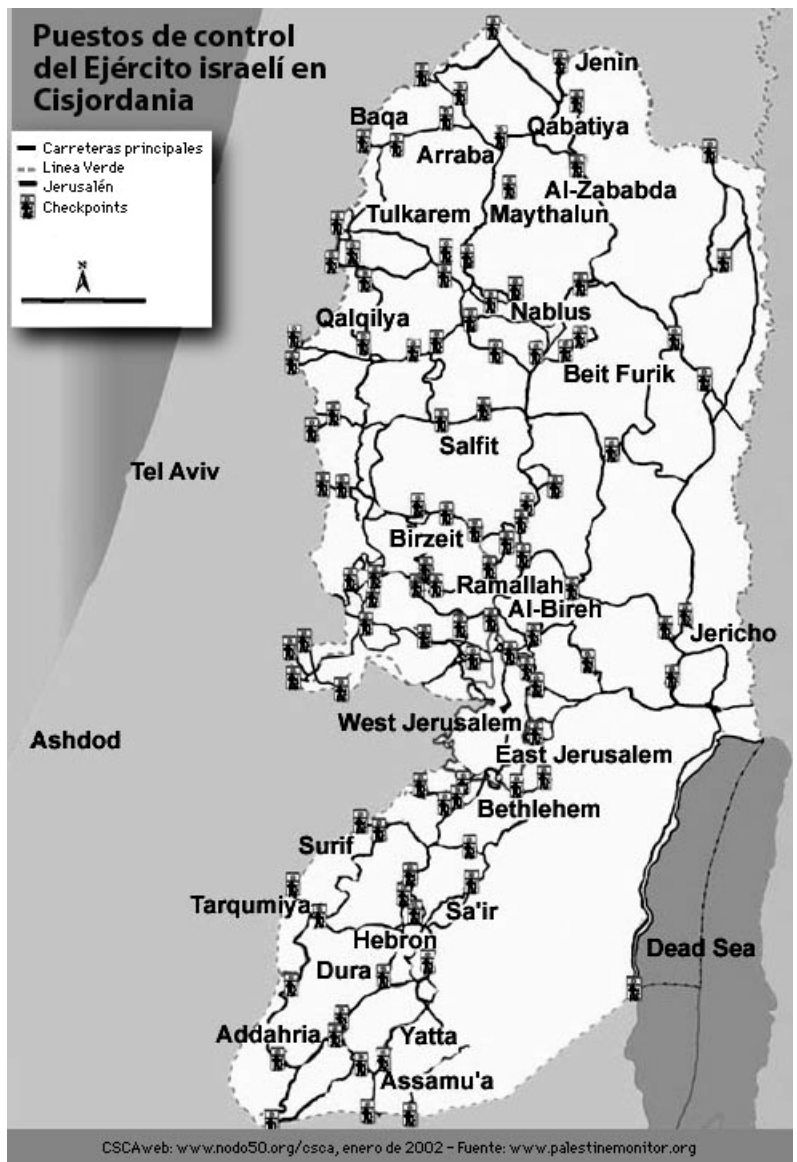 Puestos de control
del Ejército israelí en
Cisjordania
Carreteras principales
Linea Verde
Jerusalén
Checkpoints
N
Jenin
Baqa
Qabatiya
Arraba
Al-Zababda
Tulkarem
Maythalun
Qalqilya
Nablus
Beit Furik
Salfit
Tel Aviv
Birzeit
Ramallah
Al-Bireh
Jericho
West Jerusalem
Ashdod
East Jerusalem
Bethlehem
Surif
Tarqumiya
Sa'ir
Hebron
Dead Sea
Dura
Addahria
Yatta
Assamu'a
CSCAweb: www.nodo50.org/csca, enero de 2002 - Fuente: www.palestinemonitor.org